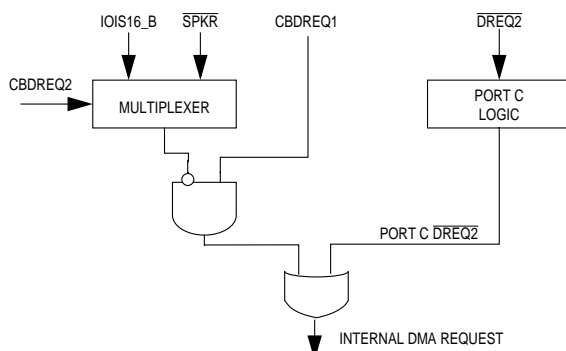 IOIS16_B
SPKR
CBDREQ1
DREQ2
CBDREQ2
MULTIPLEXER
PORT C
LOGIC
PORT C DREQ2
INTERNAL DMA REQUEST